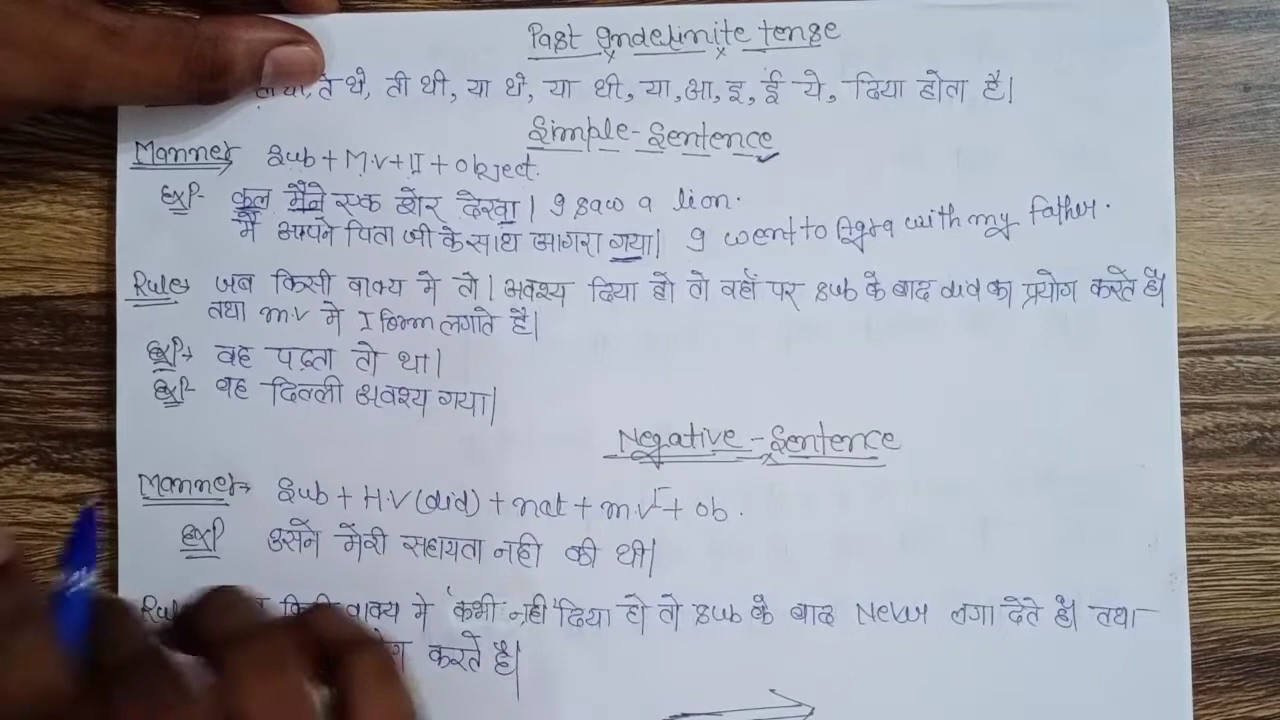 Past Indefinite tense
ते थे, ती थी, या थे, या थी, या, आ, इ, ई ये, दिया होता है।
Simple-Sentence
Manner Sub + M.V + II + Object.
Exp- कल मैंने एक शेर देखा। I saw a lion.
मैं अपने पिता जी के साथ आगरा गया। I went to Agra with my Father.
Rule जब किसी वाक्य मे तो। अवश्य दिया हो तो वहाँ पर sub के बाद did का प्रयोग करते है।
तथा m.v मे I form लगाते है।
Exp→ वह पढ़ता तो था।
Exp- वह दिल्ली अवश्य गया।
Negative-Sentence
Manner→ Sub + H.V (did) + not + m.v I + ob.
Exp उसने मेरी सहायता नही की थी।
किसी वाक्य मे 'कभी नही' दिया हो तो sub के बाद Never लगा देते है। तथा
करते है।